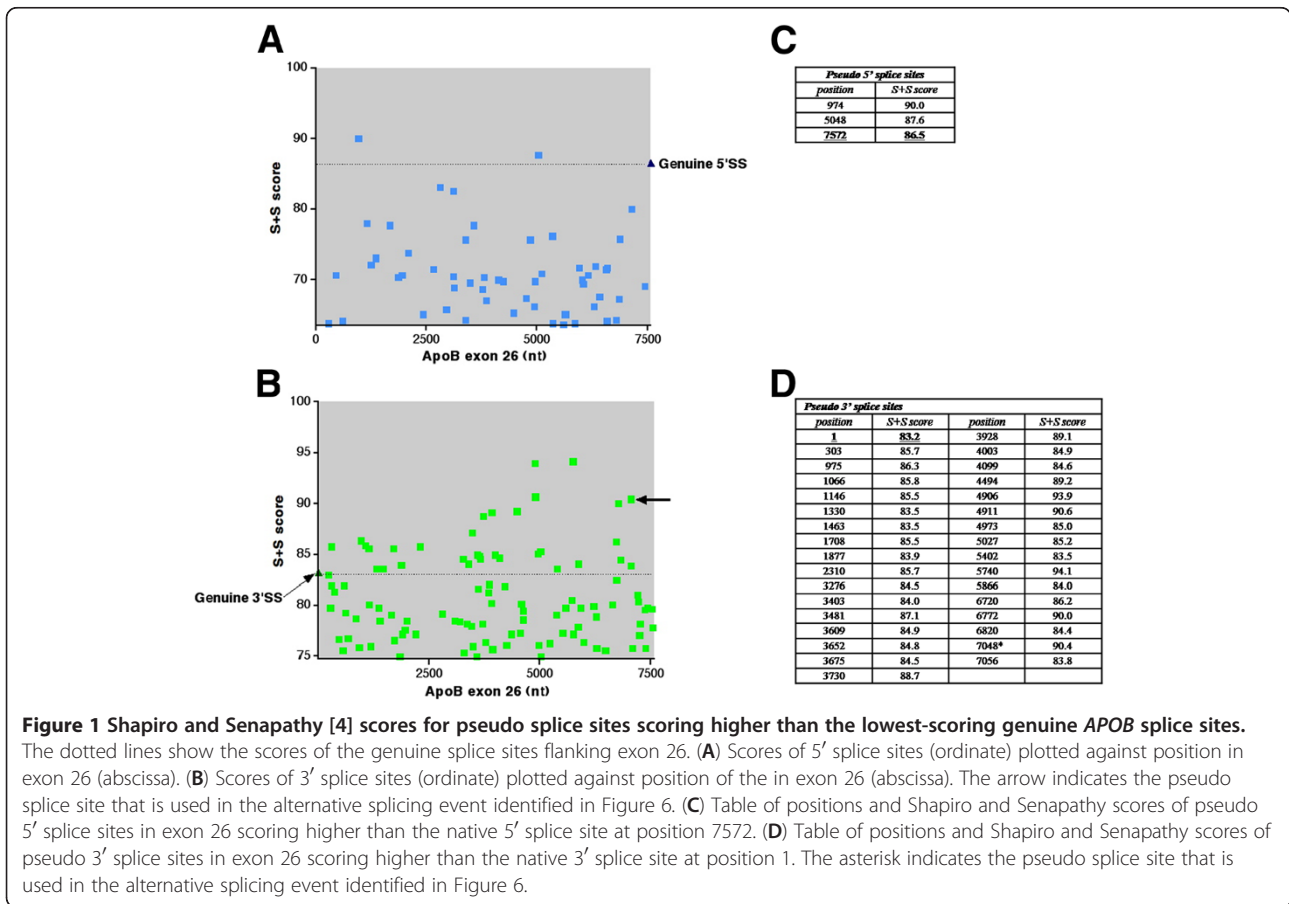 A
100
90
80
70
S+S score
Genuine 5'SS
0 2500 5000 7500
ApoB exon 26 (nt)
C
Pseudo 5' splice sites
position S+S score
974 90.0
5048 87.6
7572 86.5
B
100
95
90
85
80
75
S+S score
Genuine 3'SS
2500 5000 7500
ApoB exon 26 (nt)
D
Pseudo 3' splice sites
position S+S score position S+S score
1 83.2 3928 89.1
303 85.7 4003 84.9
975 86.3 4099 84.6
1066 85.8 4494 89.2
1146 85.5 4906 93.9
1330 83.5 4911 90.6
1463 83.5 4973 85.0
1708 85.5 5027 85.2
1877 83.9 5402 83.5
2310 85.7 5740 94.1
3276 84.5 5866 84.0
3403 84.0 6720 86.2
3481 87.1 6772 90.0
3609 84.9 6820 84.4
3652 84.8 7048* 90.4
3675 84.5 7056 83.8
3730 88.7
Figure 1 Shapiro and Senapathy [4] scores for pseudo splice sites scoring higher than the lowest-scoring genuine APOB splice sites.
The dotted lines show the scores of the genuine splice sites flanking exon 26. (A) Scores of 5′ splice sites (ordinate) plotted against position in
exon 26 (abscissa). (B) Scores of 3′ splice sites (ordinate) plotted against position of the in exon 26 (abscissa). The arrow indicates the pseudo
splice site that is used in the alternative splicing event identified in Figure 6. (C) Table of positions and Shapiro and Senapathy scores of pseudo
5′ splice sites in exon 26 scoring higher than the native 5′ splice site at position 7572. (D) Table of positions and Shapiro and Senapathy scores of
pseudo 3′ splice sites in exon 26 scoring higher than the native 3′ splice site at position 1. The asterisk indicates the pseudo splice site that is
used in the alternative splicing event identified in Figure 6.